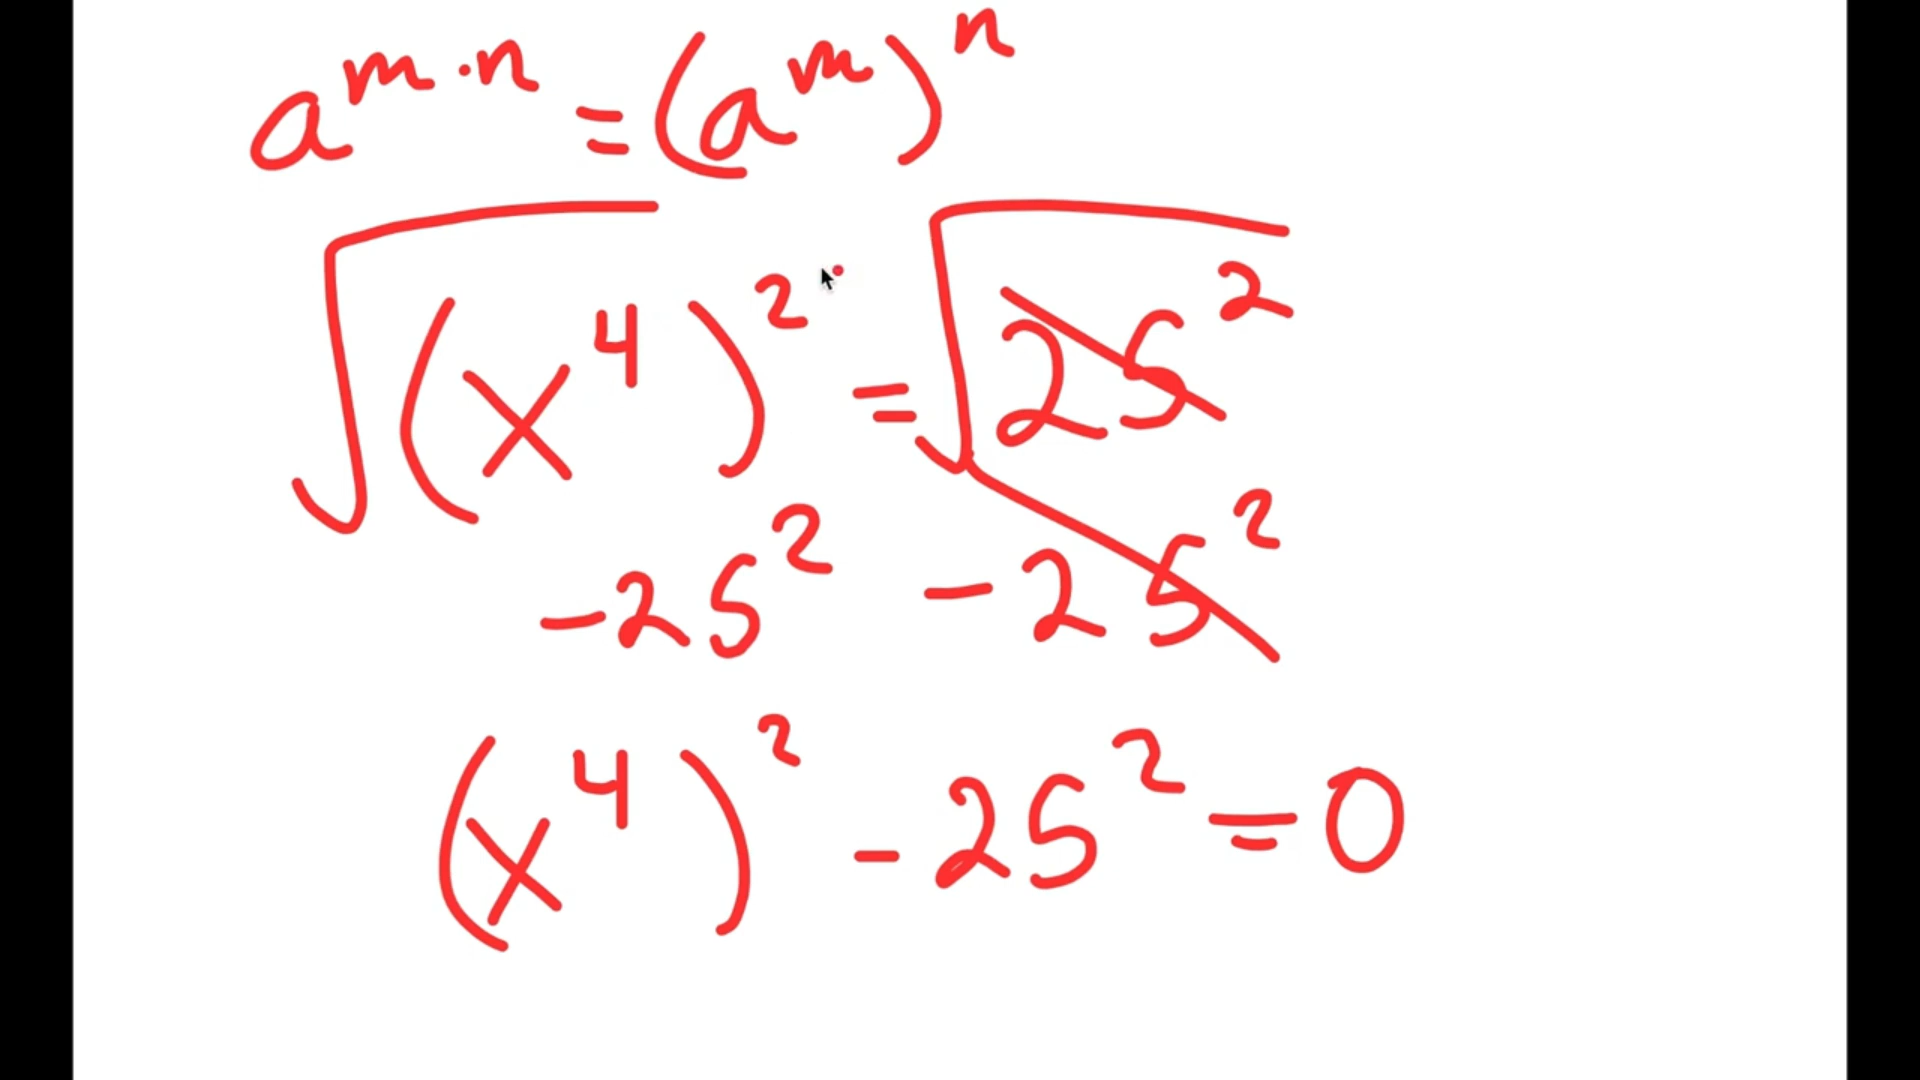 a^{m·n} = (a^m)^n
√(x^4)^2 = √25^2
-25^2 -25^2
(x^4)^2 - 25^2 = 0